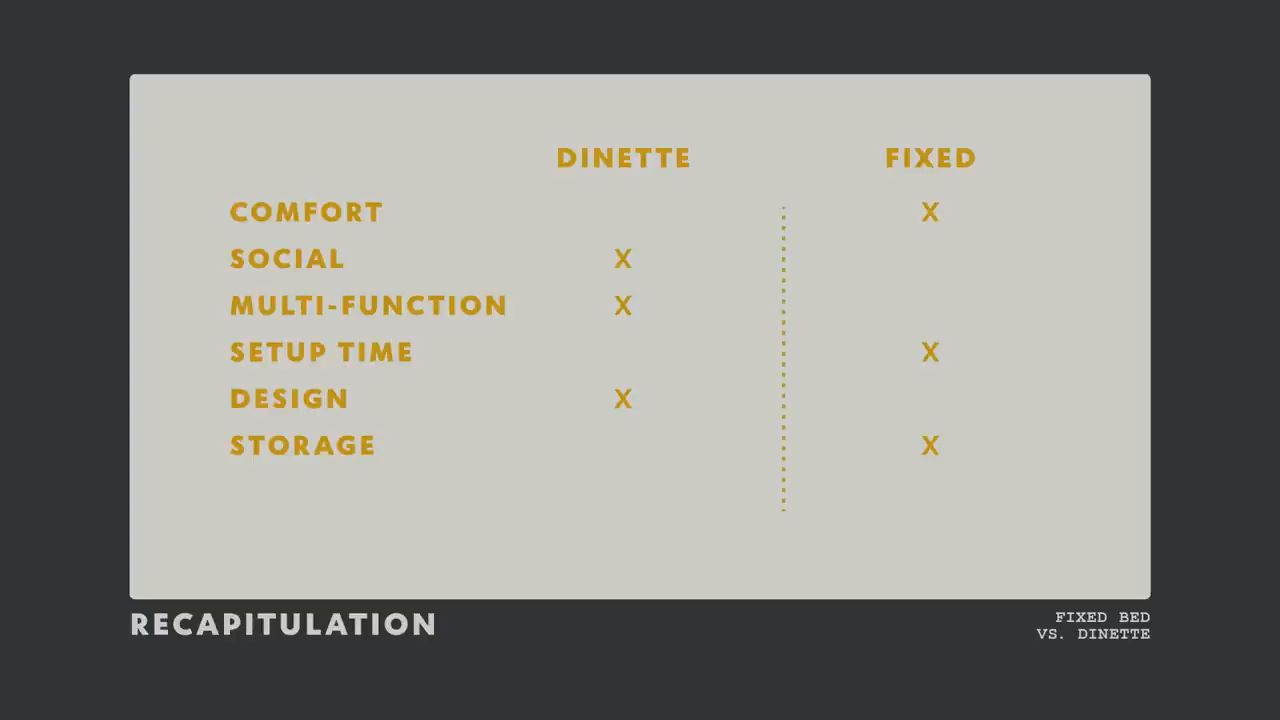 DINETTE FIXED
COMFORT X
SOCIAL X
MULTI-FUNCTION X
SETUP TIME X
DESIGN X
STORAGE X
RECAPITULATION
FIXED BED
VS. DINETTE